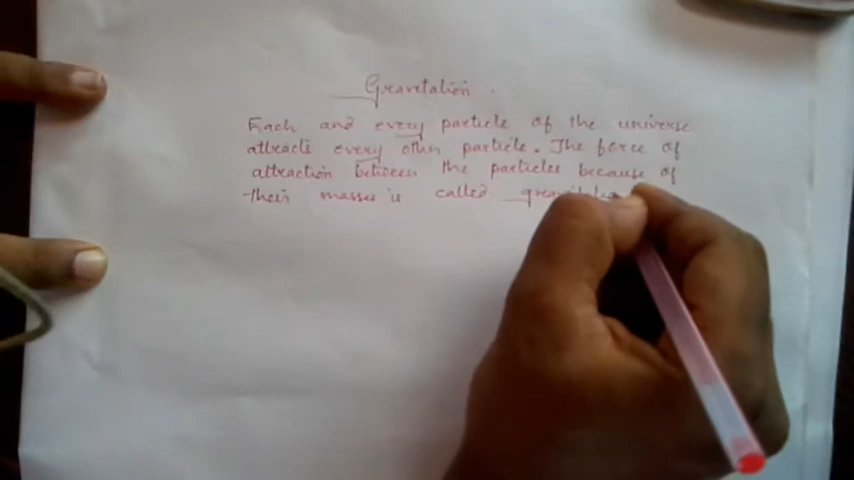 Gravitation.
Each and every particle of the universe
attracts every other particle. The force of
attraction between the particles because of
their masses is called